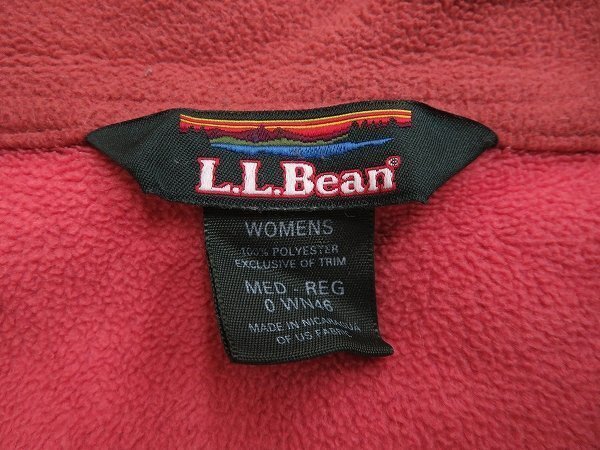 L.L.Bean®
WOMENS
100% POLYESTER
EXCLUSIVE OF TRIM
MED - REG
0 WN46
MADE IN NICARAGUA
OF US FABRIC